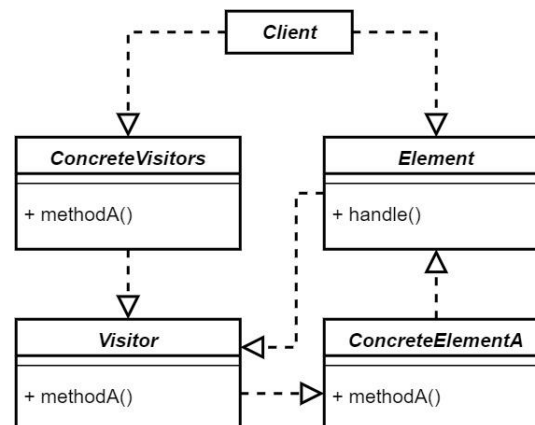 Client
ConcreteVisitors
+ methodA()
Element
+ handle()
Visitor
+ methodA()
ConcreteElementA
+ methodA()